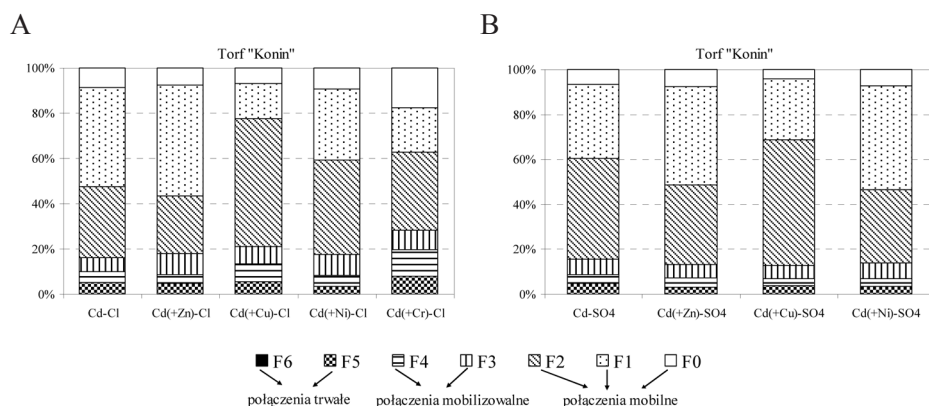 A
B
Torf "Konin"
Torf "Konin"
100%
80%
60%
40%
20%
0%
Cd-Cl Cd(+Zn)-Cl Cd(+Cu)-Cl Cd(+Ni)-Cl Cd(+Cr)-Cl
100%
80%
60%
40%
20%
0%
Cd-SO4 Cd(+Zn)-SO4 Cd(+Cu)-SO4 Cd(+Ni)-SO4
F6 F5 F4 F3 F2 F1 F0
połączenia trwałe połączenia mobilizowalne połączenia mobilne